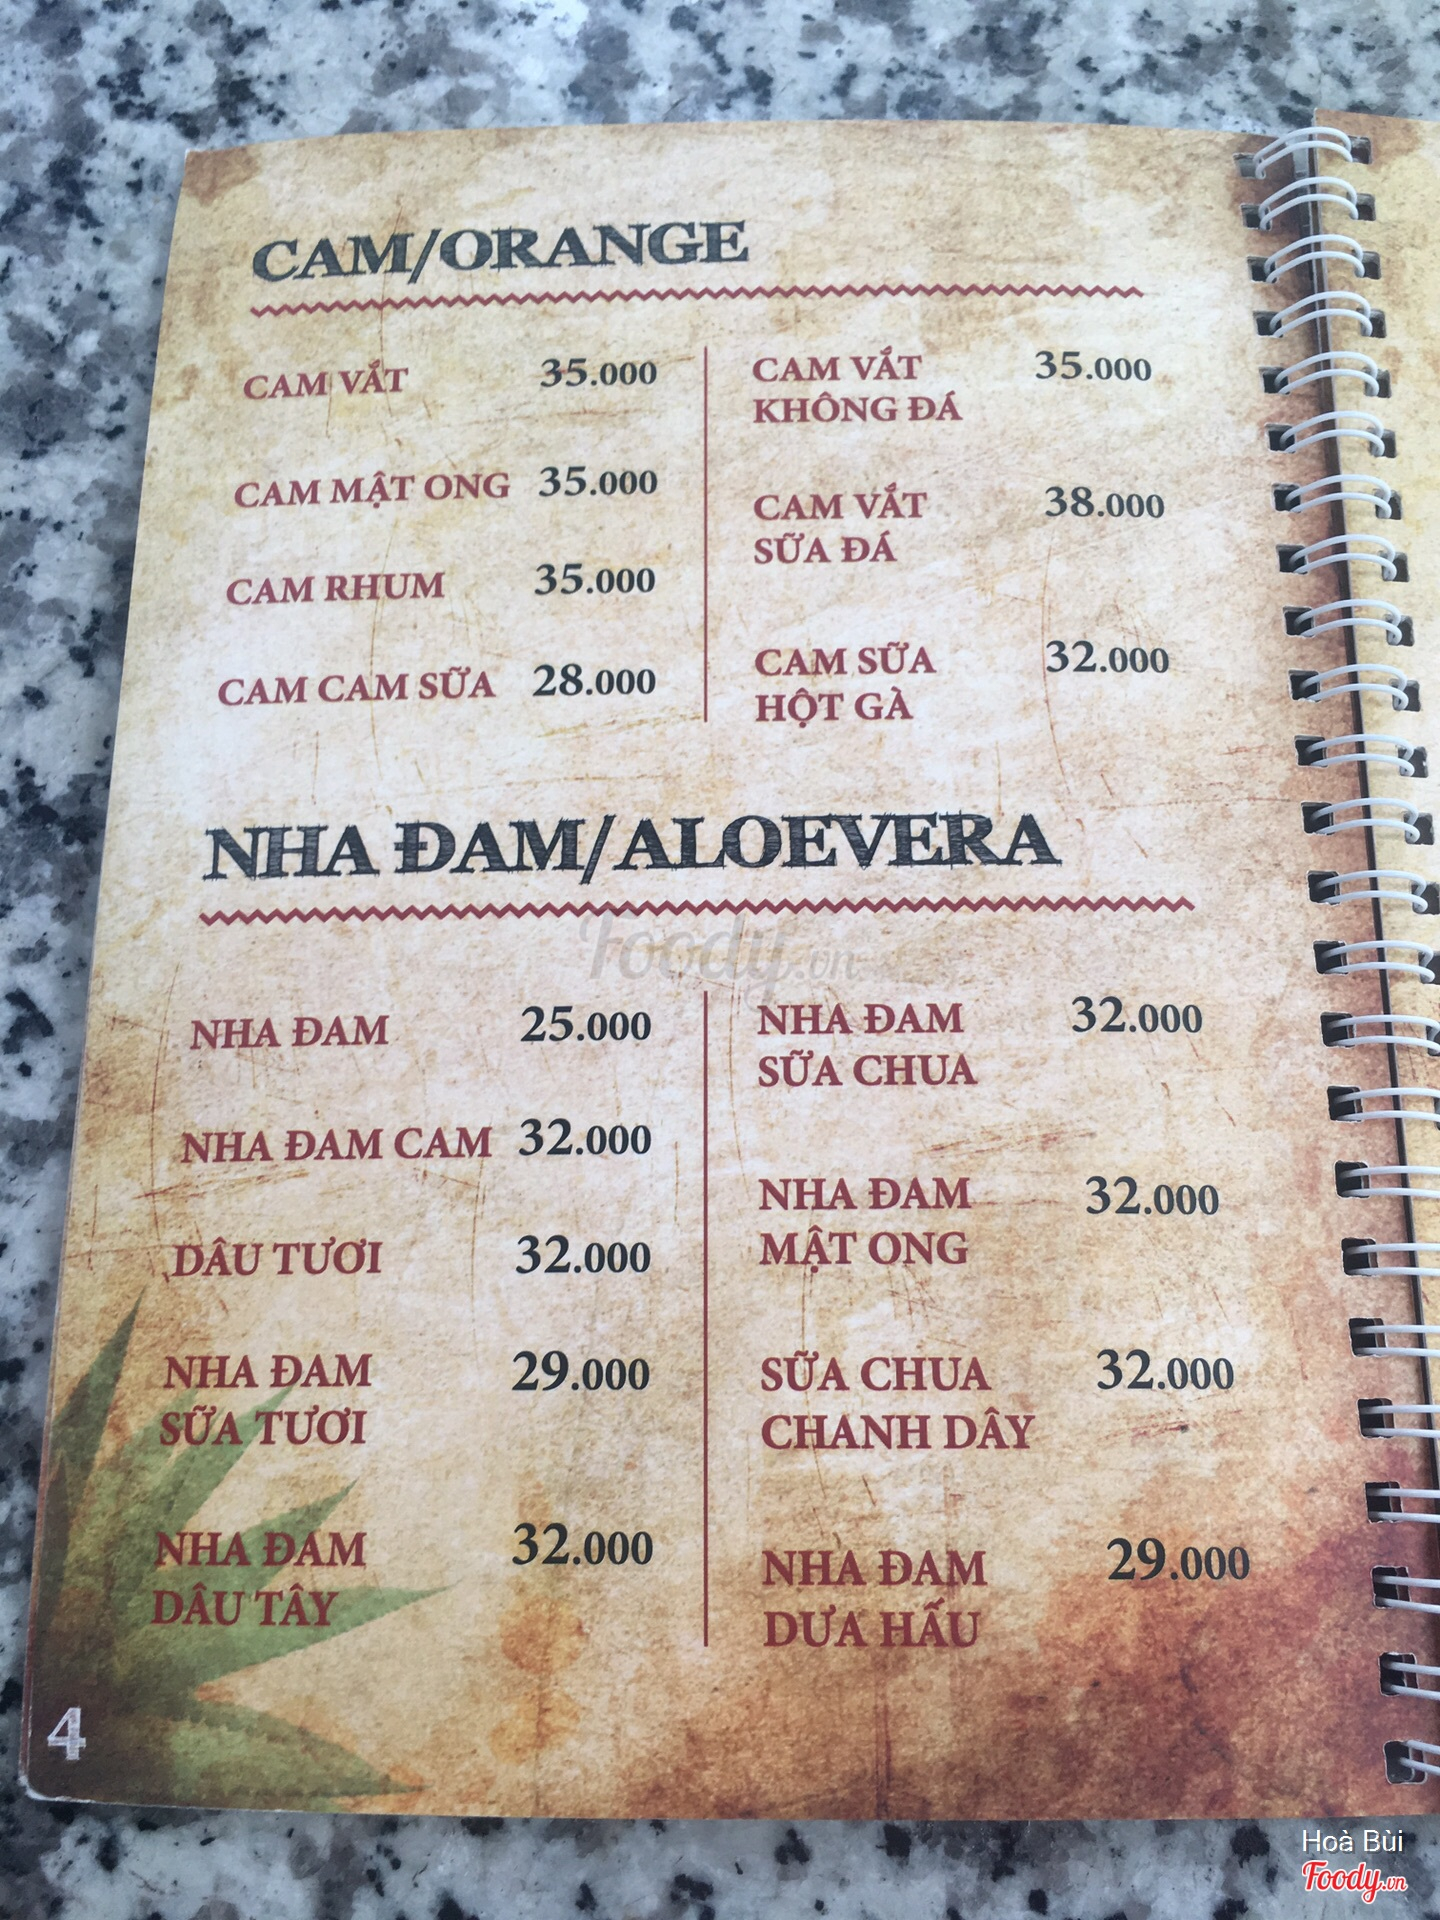 CAM/ORANGE
CAM VẮT 35.000
CAM MẬT ONG 35.000
CAM RHUM 35.000
CAM CAM SỮA 28.000
CAM VẮT 35.000
KHÔNG ĐÁ
CAM VẮT 38.000
SỮA ĐÁ
CAM SỮA 32.000
HỘT GÀ
NHA ĐAM/ALOEVERA
Foody.vn
NHA ĐAM 25.000
NHA ĐAM CAM 32.000
DÂU TƯƠI 32.000
NHA ĐAM 29.000
SỮA TƯƠI
NHA ĐAM 32.000
DÂU TÂY
NHA ĐAM 32.000
SỮA CHUA
NHA ĐAM 32.000
MẬT ONG
SỮA CHUA 32.000
CHANH DÂY
NHA ĐAM 29.000
DƯA HẤU
4
Hoà Bùi
Foody.vn